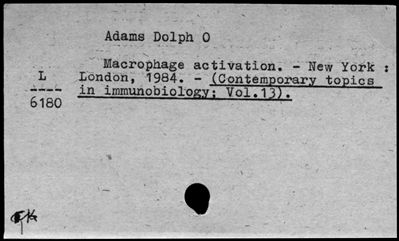 Adams Dolph O
Macrophage activation. - New York :
London, 1984. - (Contemporary topics
in immunobiology; Vol.13).
L
----
6180